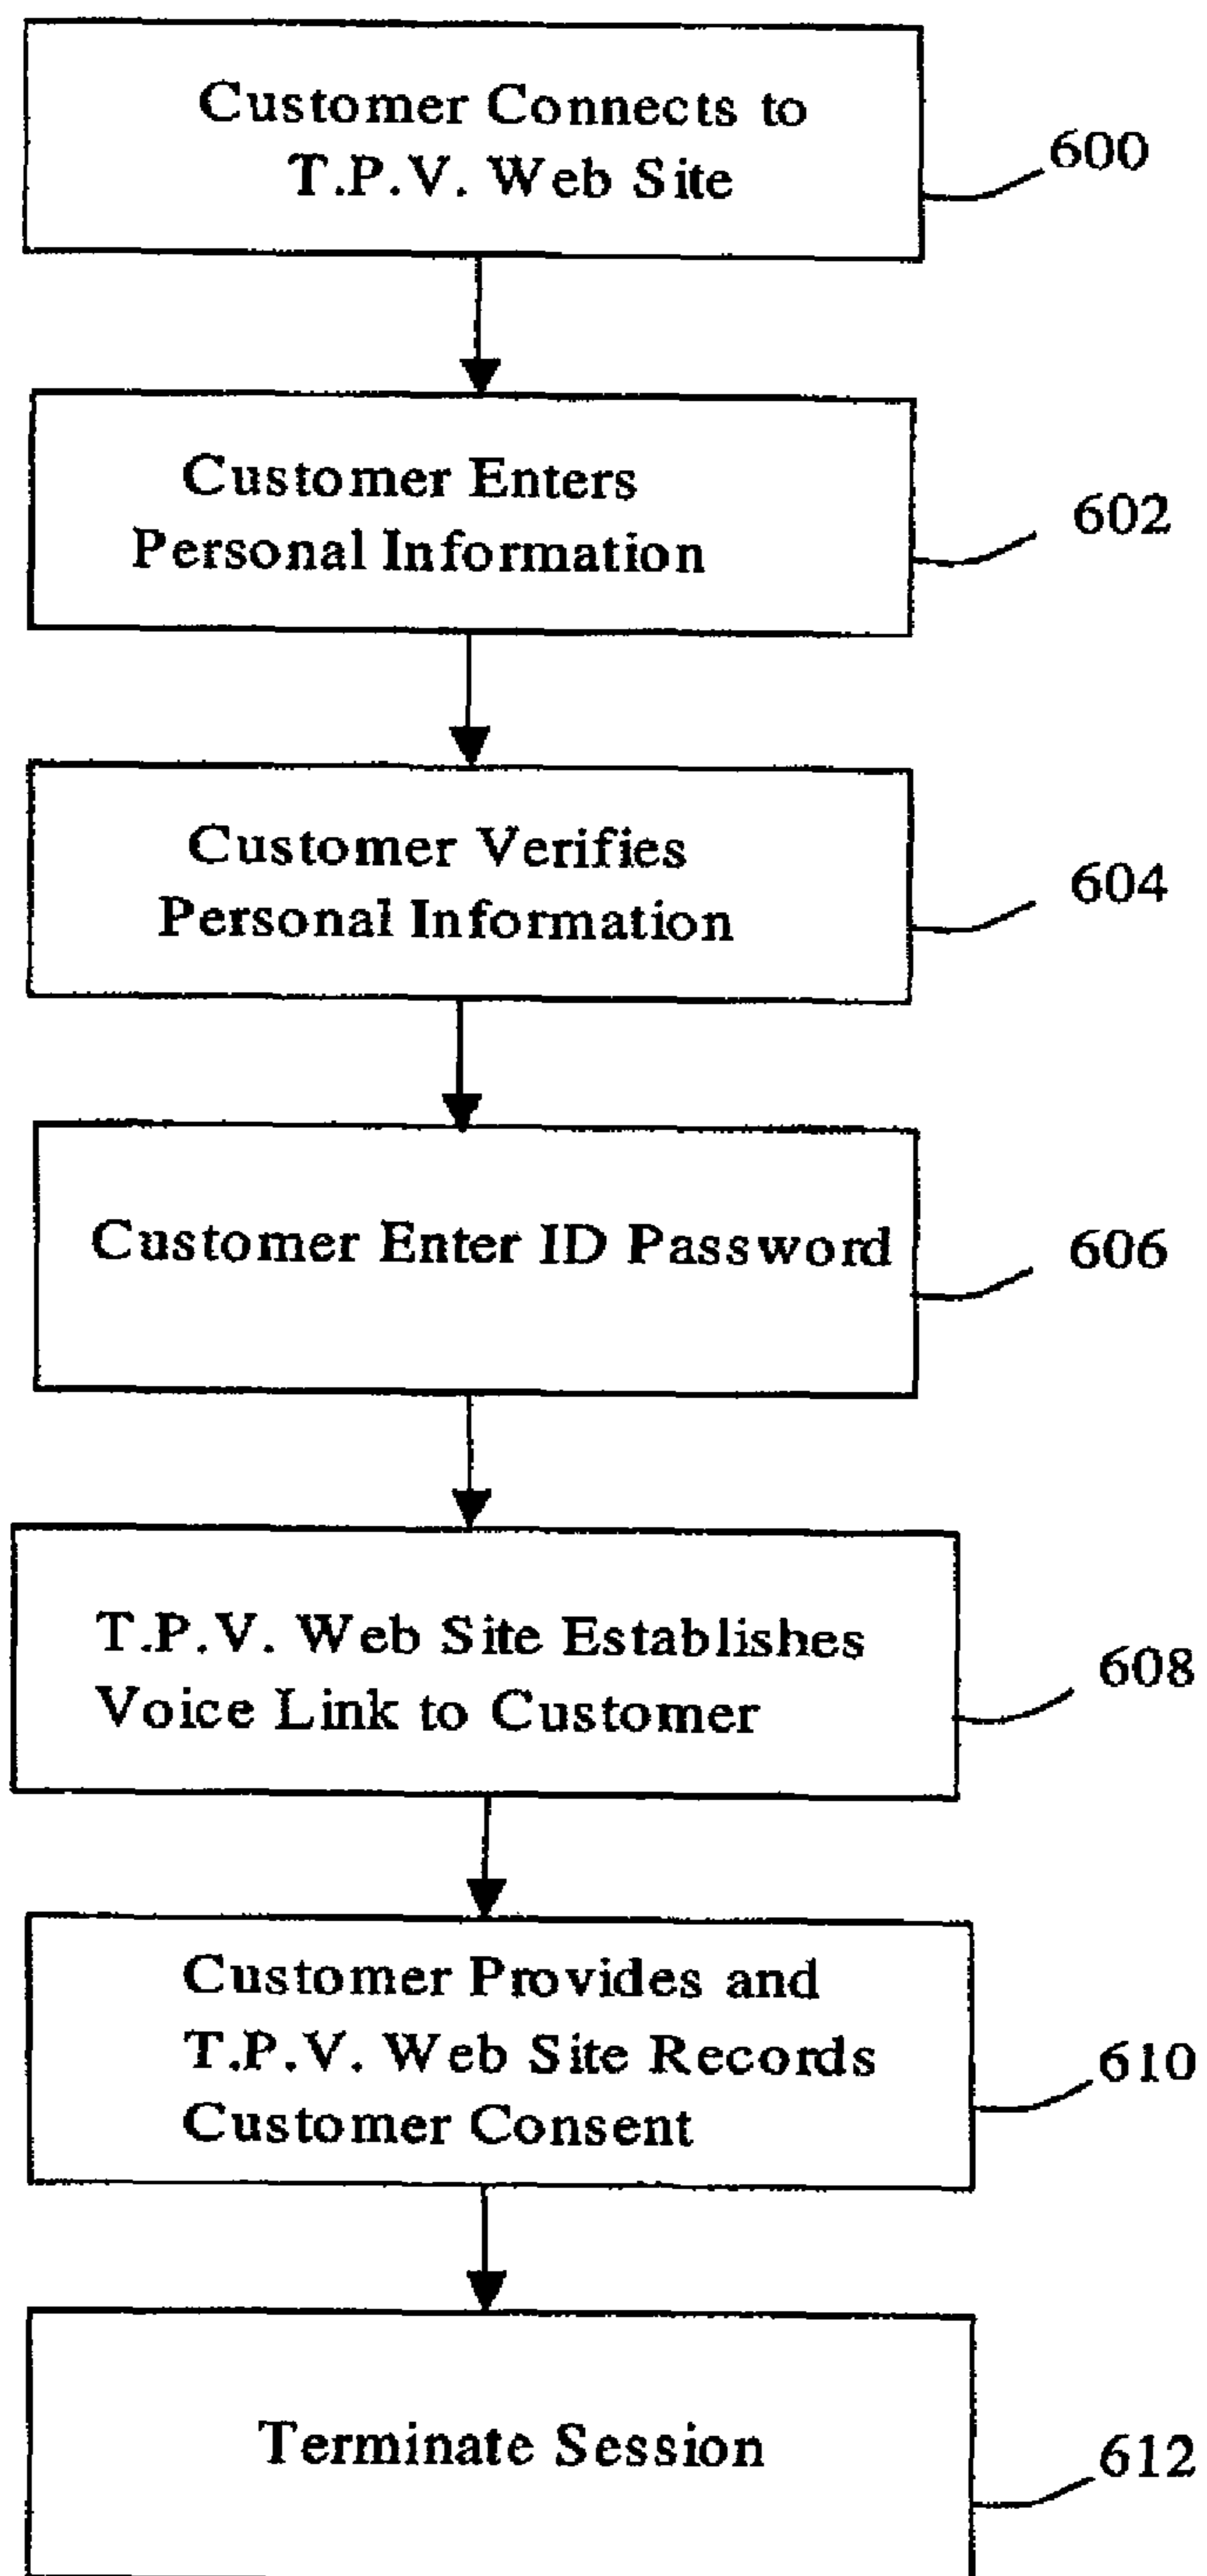 Customer Connects to
T.P.V. Web Site
600
Customer Enters
Personal Information
602
Customer Verifies
Personal Information
604
Customer Enter ID Password
606
T.P.V. Web Site Establishes
Voice Link to Customer
608
Customer Provides and
T.P.V. Web Site Records
Customer Consent
610
Terminate Session
612